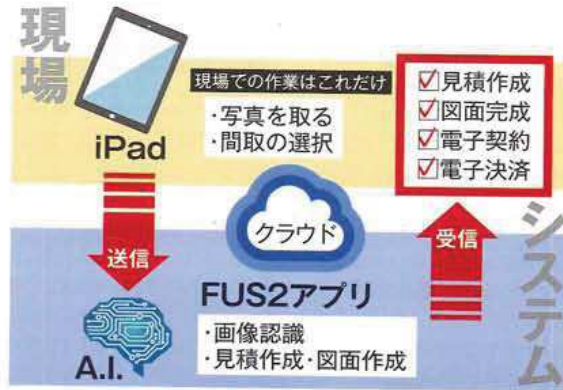 現場
iPad
現場での作業はこれだけ
・写真を取る
・間取の選択
☑見積作成
☑図面完成
☑電子契約
☑電子決済
送信
クラウド
受信
システム
A.I.
FUS2アプリ
・画像認識
・見積作成・図面作成